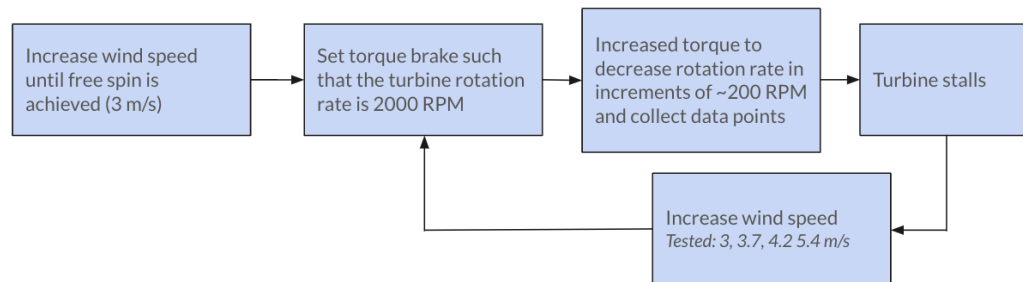 Increase wind speed
until free spin is
achieved (3 m/s)
Set torque brake such
that the turbine rotation
rate is 2000 RPM
Increased torque to
decrease rotation rate in
increments of ~200 RPM
and collect data points
Turbine stalls
Increase wind speed
Tested: 3, 3.7, 4.2 5.4 m/s